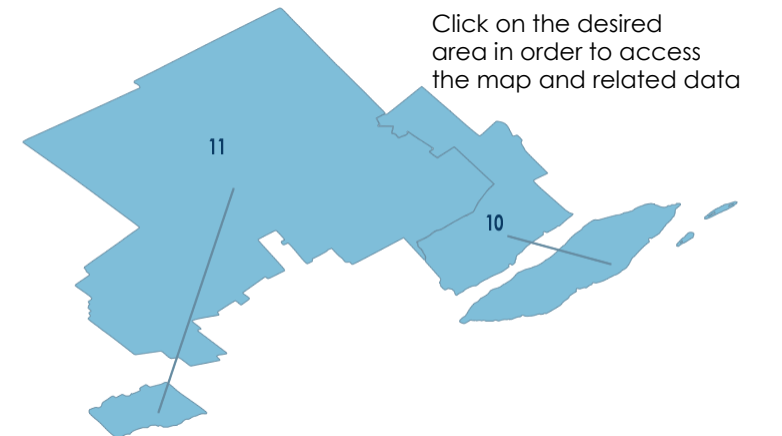 Click on the desired
area in order to access
the map and related data
11
10